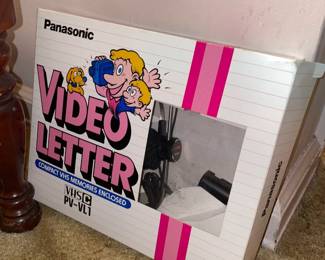 Panasonic
VIDEO
LETTER
COMPACT VHS MEMORIES ENCLOSED
VHS C
PV-VL1
Panasonic